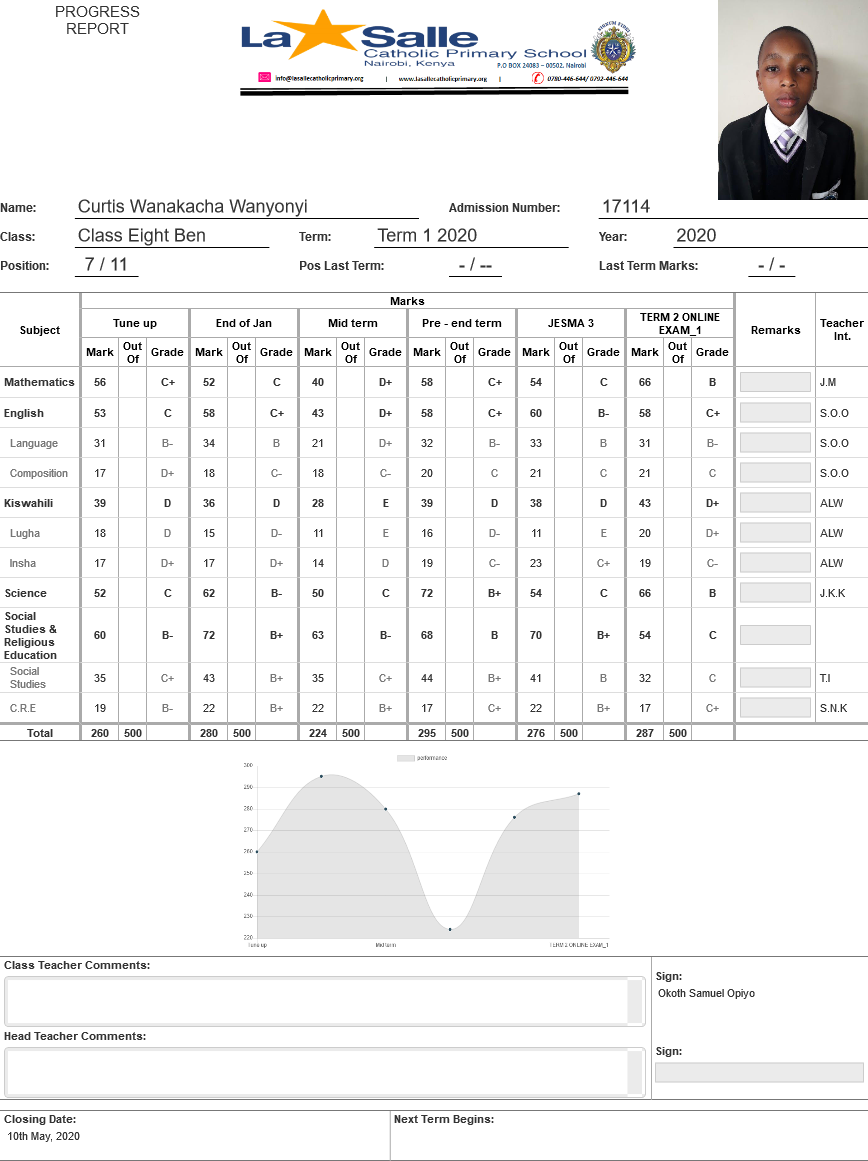 PROGRESS
REPORT
La Salle
Catholic Primary School
Nairobi, Kenya
P.O BOX 24083 – 00502, Nairobi
info@lasallecatholicprimary.org | www.lasallecatholicprimary.org | 0780-446-644/ 0792-446-644
Name: Curtis Wanakacha Wanyonyi Admission Number: 17114
Class: Class Eight Ben Term: Term 1 2020 Year: 2020
Position: 7 / 11 Pos Last Term: - / -- Last Term Marks: - / -
Marks
Subject Tune up End of Jan Mid term Pre - end term JESMA 3 TERM 2 ONLINE EXAM_1 Remarks Teacher Int.
Mark Out Of Grade Mark Out Of Grade Mark Out Of Grade Mark Out Of Grade Mark Out Of Grade Mark Out Of Grade
Mathematics 56 C+ 52 C 40 D+ 58 C+ 54 C 66 B J.M
English 53 C 58 C+ 43 D+ 58 C+ 60 B- 58 C+ S.O.O
Language 31 B- 34 B 21 D+ 32 B- 33 B 31 B- S.O.O
Composition 17 D+ 18 C- 18 C- 20 C 21 C 21 C S.O.O
Kiswahili 39 D 36 D 28 E 39 D 38 D 43 D+ ALW
Lugha 18 D 15 D- 11 E 16 D- 11 E 20 D+ ALW
Insha 17 D+ 17 D+ 14 D 19 C- 23 C+ 19 C- ALW
Science 52 C 62 B- 50 C 72 B+ 54 C 66 B J.K.K
Social
Studies &
Religious
Education 60 B- 72 B+ 63 B- 68 B 70 B+ 54 C
Social
Studies 35 C+ 43 B+ 35 C+ 44 B+ 41 B 32 C T.I
C.R.E 19 B- 22 B+ 22 B+ 17 C+ 22 B+ 17 C+ S.N.K
Total 260 500 280 500 224 500 295 500 276 500 287 500
performance
300
290
280
270
260
250
240
230
220
Tune up Mid term TERM 2 ONLINE EXAM_1
Class Teacher Comments:
Sign:
Okoth Samuel Opiyo
Head Teacher Comments:
Sign:
Closing Date: Next Term Begins:
10th May, 2020